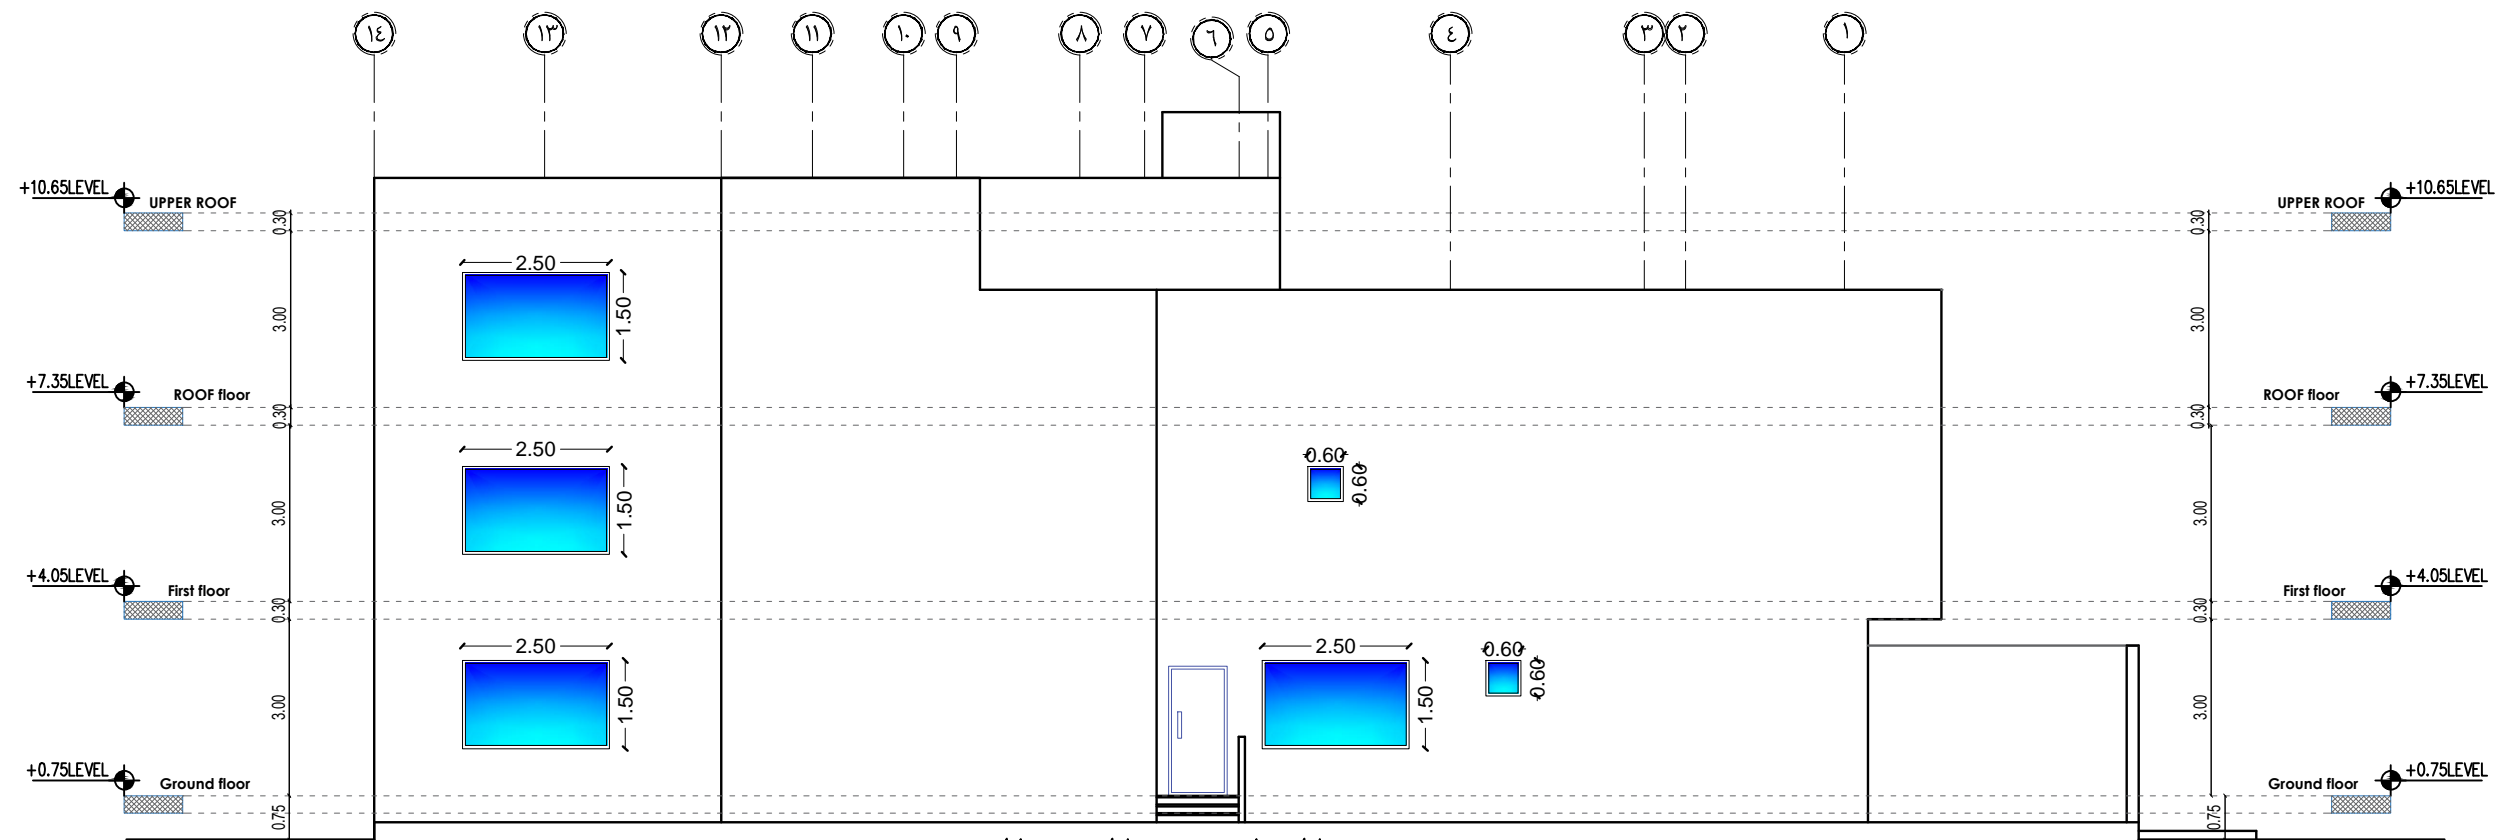 ١٤ ١٣ ١٢ ١١ ١٠ ٩ ٨ ٧ ٦ ٥ ٤ ٣ ٢ ١
+10.65LEVEL UPPER ROOF 0.30 0.30 UPPER ROOF +10.65LEVEL
2.50
3.00 1.50 3.00
+7.35LEVEL ROOF floor 0.30 0.30 ROOF floor +7.35LEVEL
2.50 0.60
3.00 1.50 0.60 3.00
+4.05LEVEL First floor 0.30 0.30 First floor +4.05LEVEL
2.50 2.50 0.60
3.00 1.50 1.50 0.60 3.00
+0.75LEVEL Ground floor 0.75 0.75 Ground floor +0.75LEVEL